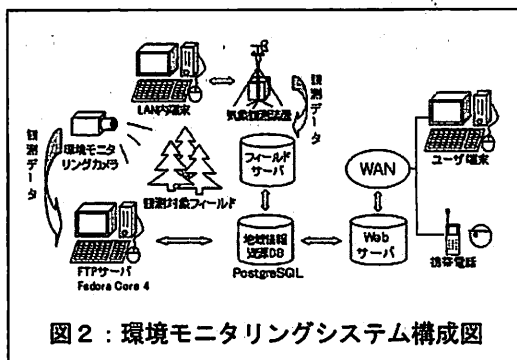 LAN内端末
気象観測装置
観測データ
環境モニタ
リングカメラ
観測データ
観測対象フィールド
フィールド
サーバ
WAN
ユーザ端末
FTPサーバ
Fedora Core 4
地域情報
資源DB
PostgreSQL
Web
サーバ
携帯電話
図2：環境モニタリングシステム構成図